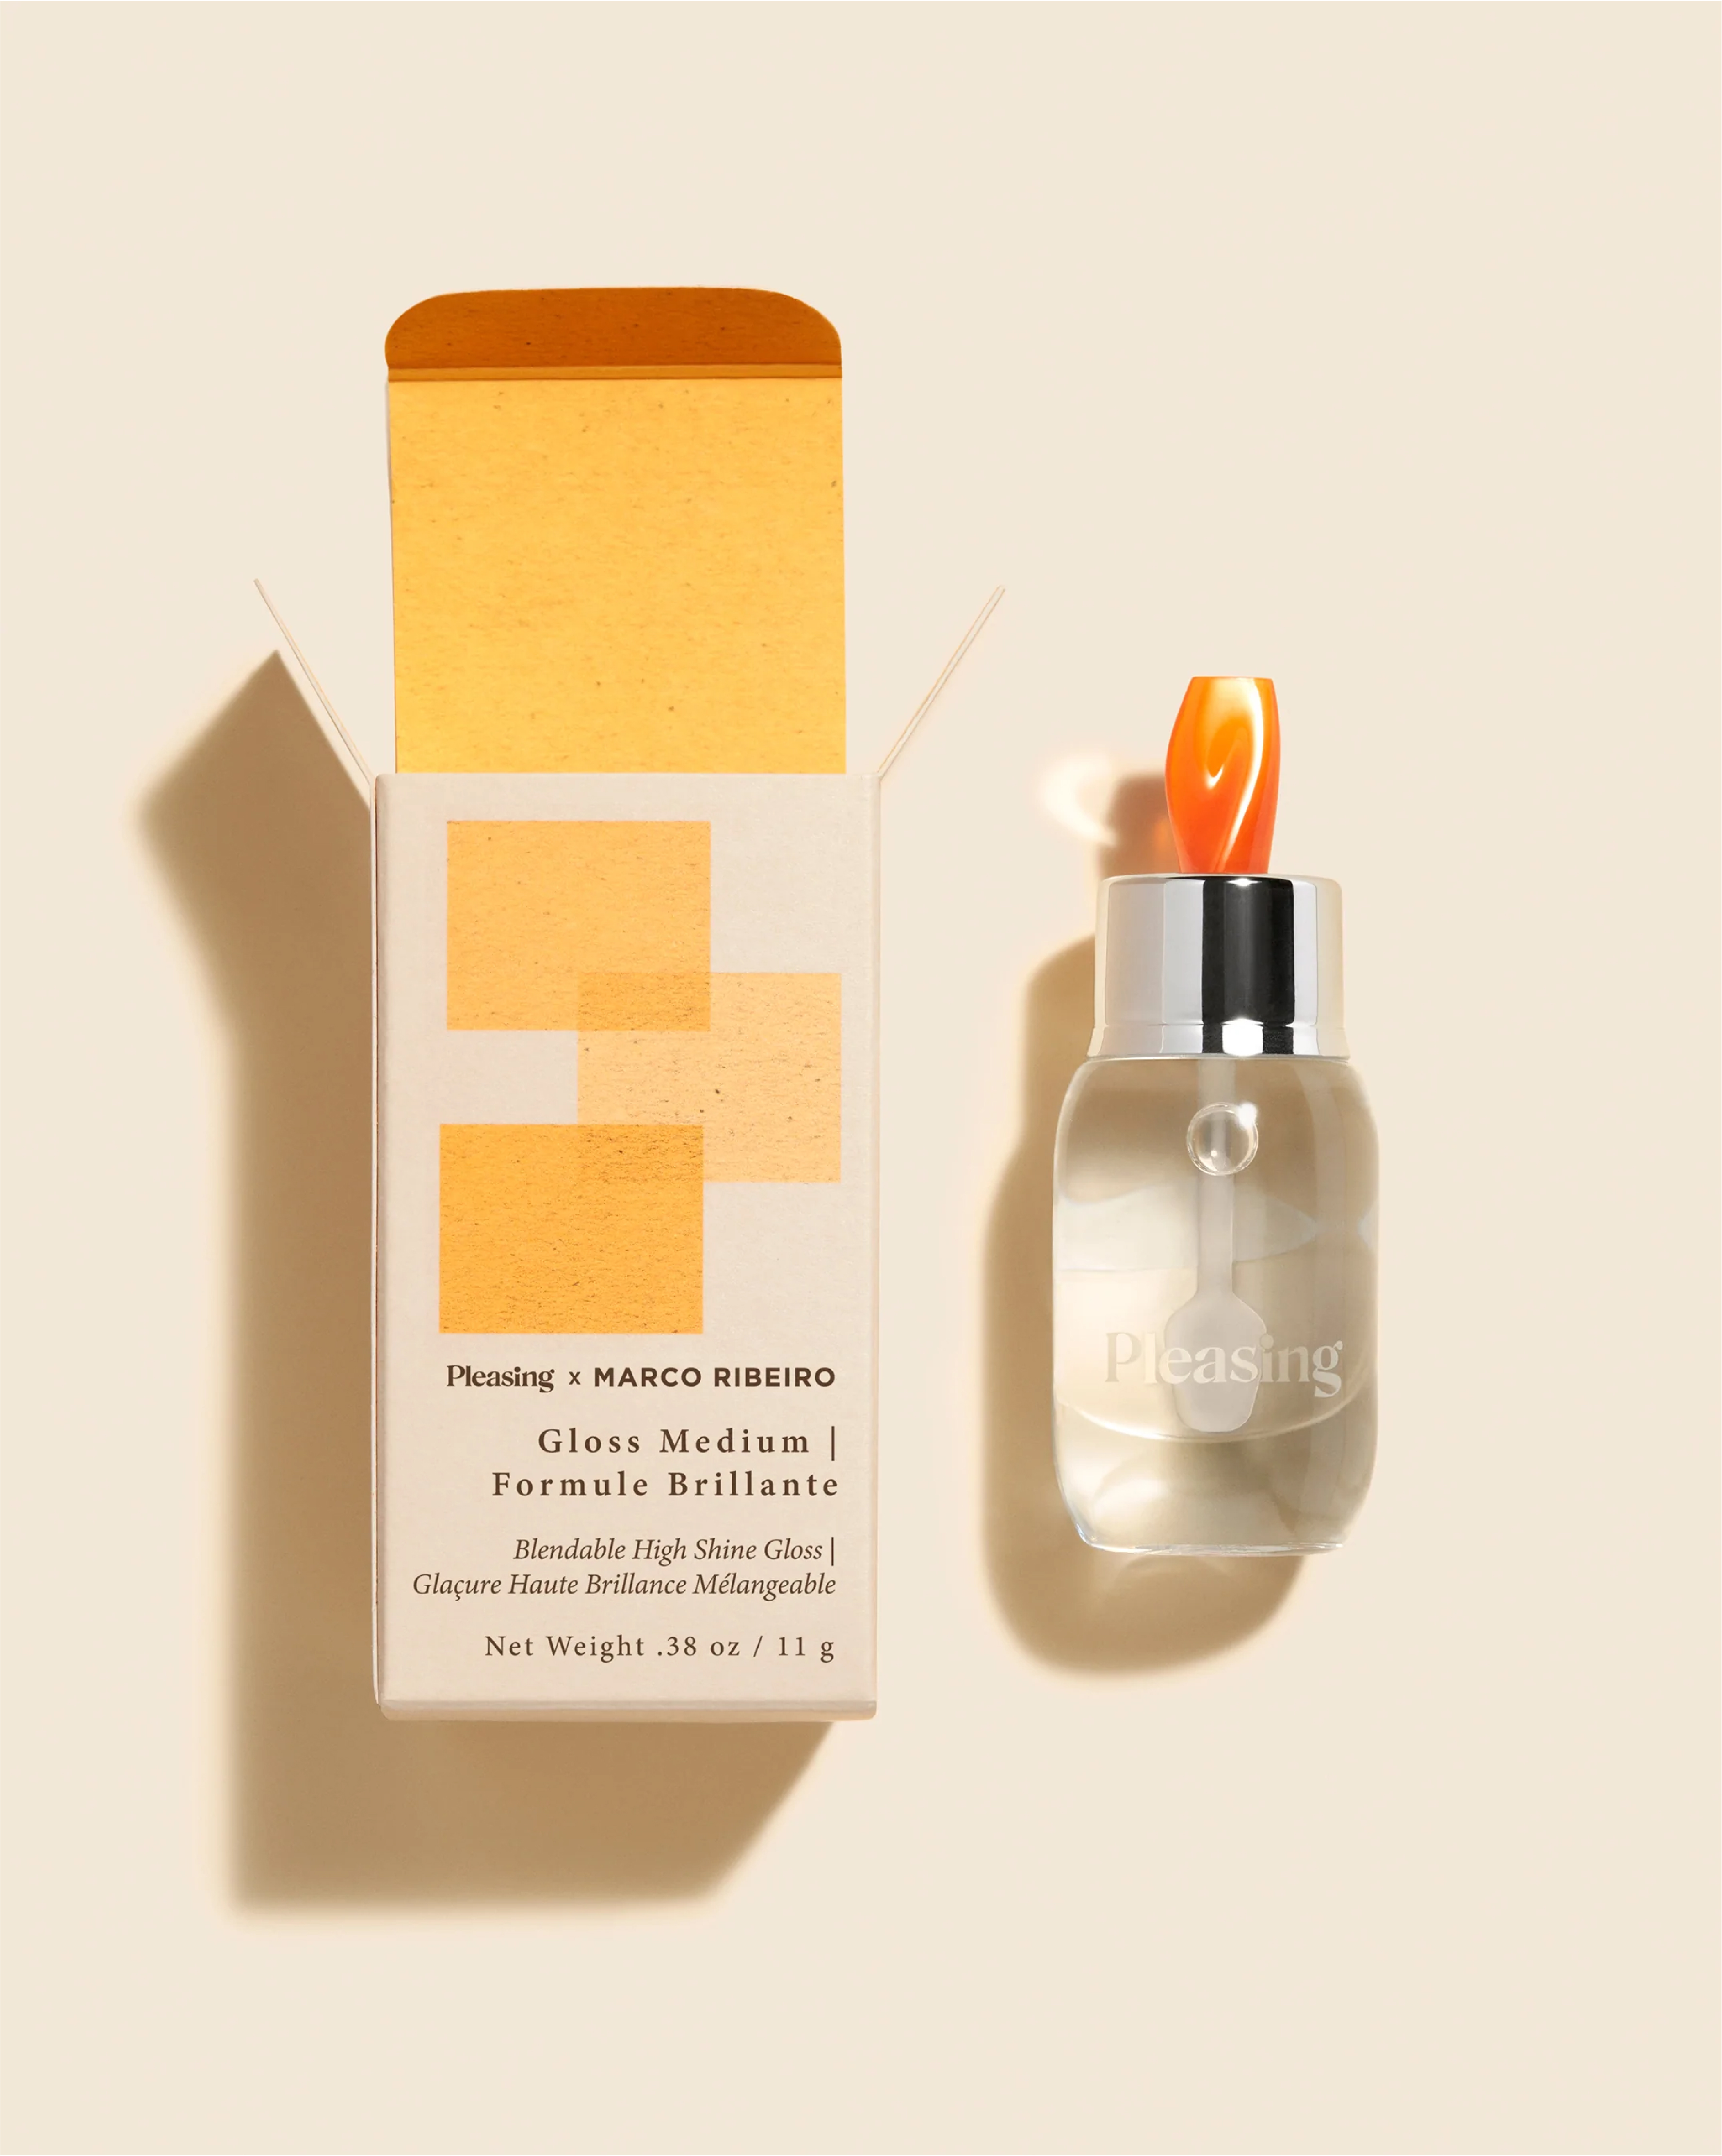 Pleasing x MARCO RIBEIRO
Gloss Medium |
Formule Brillante
Blendable High Shine Gloss |
Glaçure Haute Brillance Mélangeable
Net Weight .38 oz / 11 g
Pleasing